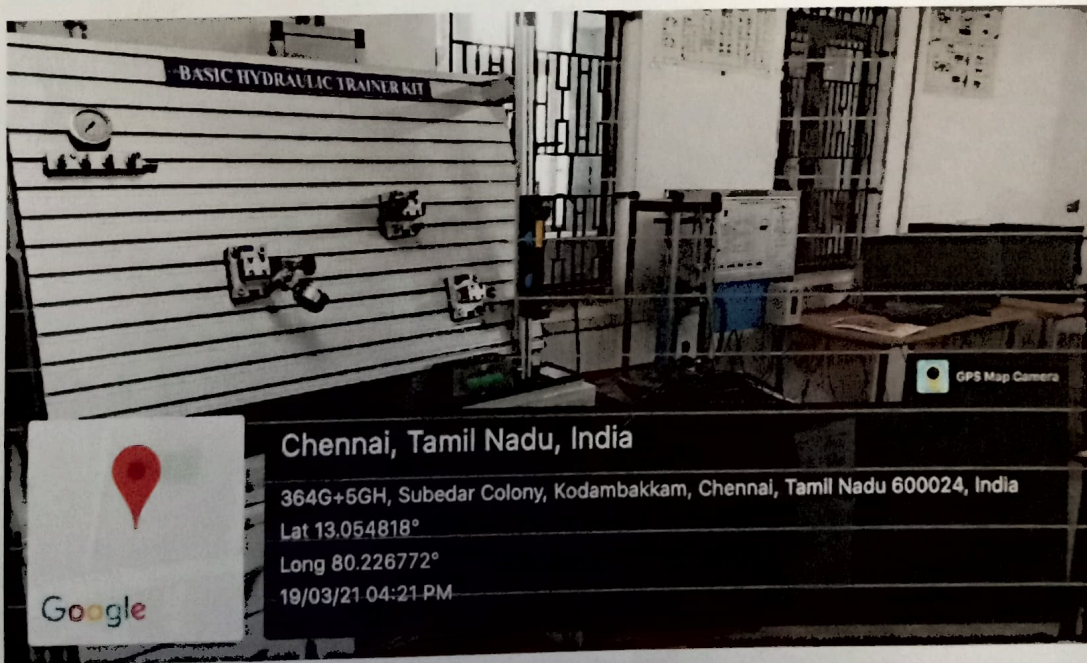 BASIC HYDRAULIC TRAINER KIT
GPS Map Camera
Chennai, Tamil Nadu, India
364G+5GH, Subedar Colony, Kodambakkam, Chennai, Tamil Nadu 600024, India
Lat 13.054818°
Long 80.226772°
19/03/21 04:21 PM
Google